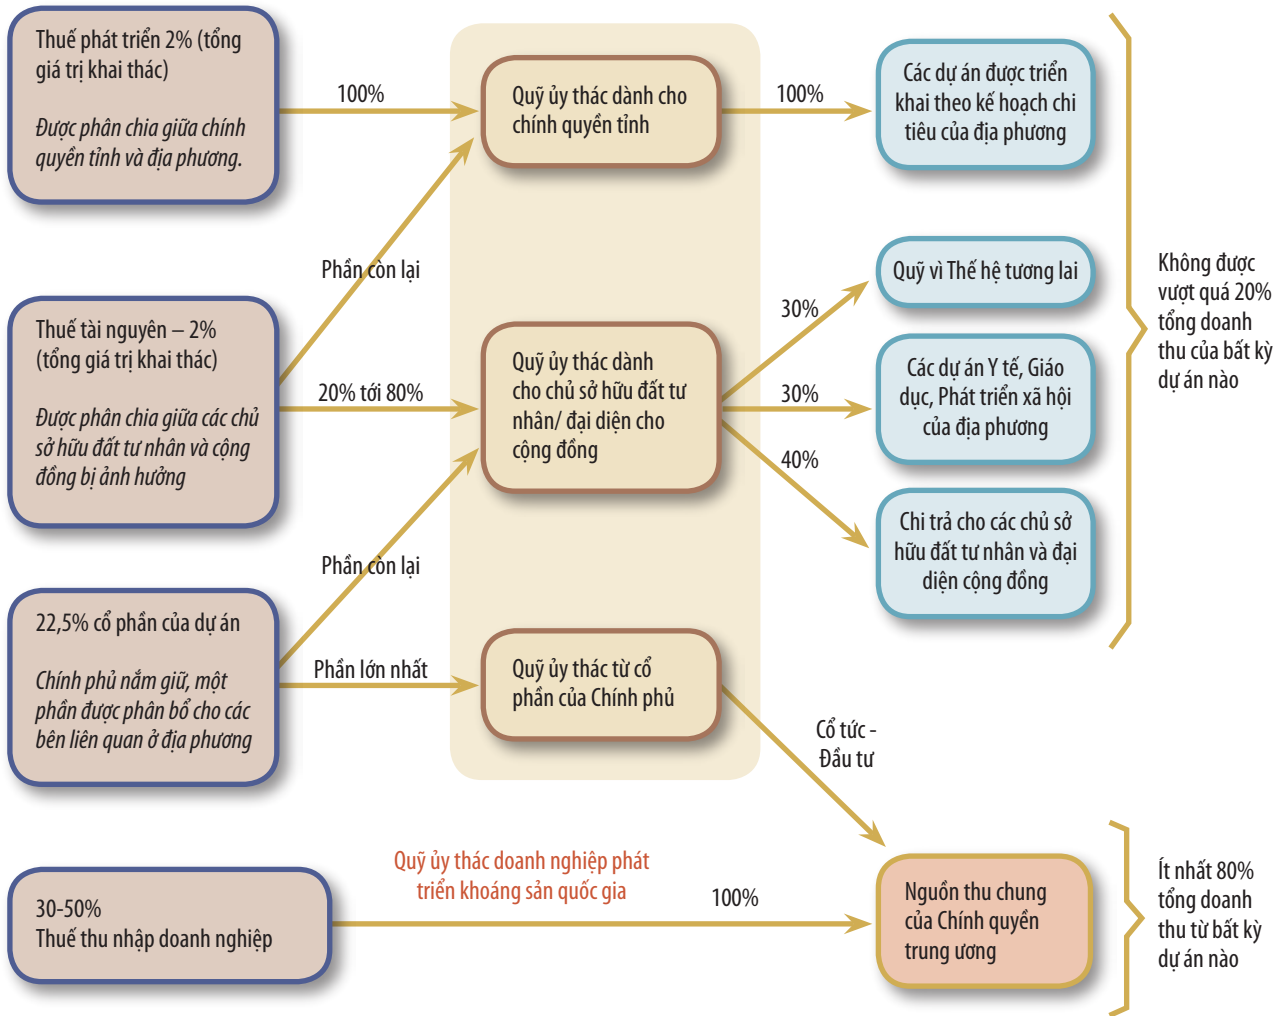 Thuế phát triển 2% (tổng
giá trị khai thác)
Được phân chia giữa chính
quyền tỉnh và địa phương.
100%
Quỹ ủy thác dành cho
chính quyền tỉnh
100%
Các dự án được triển
khai theo kế hoạch chi
tiêu của địa phương
Phần còn lại
Thuế tài nguyên – 2%
(tổng giá trị khai thác)
Được phân chia giữa các chủ
sở hữu đất tư nhân và cộng
đồng bị ảnh hưởng
20% tới 80%
Quỹ ủy thác dành
cho chủ sở hữu đất tư
nhân/ đại diện cho
cộng đồng
30%
Quỹ vì Thế hệ tương lai
30%
Các dự án Y tế, Giáo
dục, Phát triển xã hội
của địa phương
40%
Chi trả cho các chủ sở
hữu đất tư nhân và đại
diện cộng đồng
Không được
vượt quá 20%
tổng doanh
thu của bất kỳ
dự án nào
Phần còn lại
22,5% cổ phần của dự án
Chính phủ nắm giữ, một
phần được phân bổ cho các
bên liên quan ở địa phương
Phần lớn nhất
Quỹ ủy thác từ cổ
phần của Chính phủ
Cổ tức -
Đầu tư
30-50%
Thuế thu nhập doanh nghiệp
Quỹ ủy thác doanh nghiệp phát
triển khoáng sản quốc gia
100%
Nguồn thu chung
của Chính quyền
trung ương
Ít nhất 80%
tổng doanh
thu từ bất kỳ
dự án nào